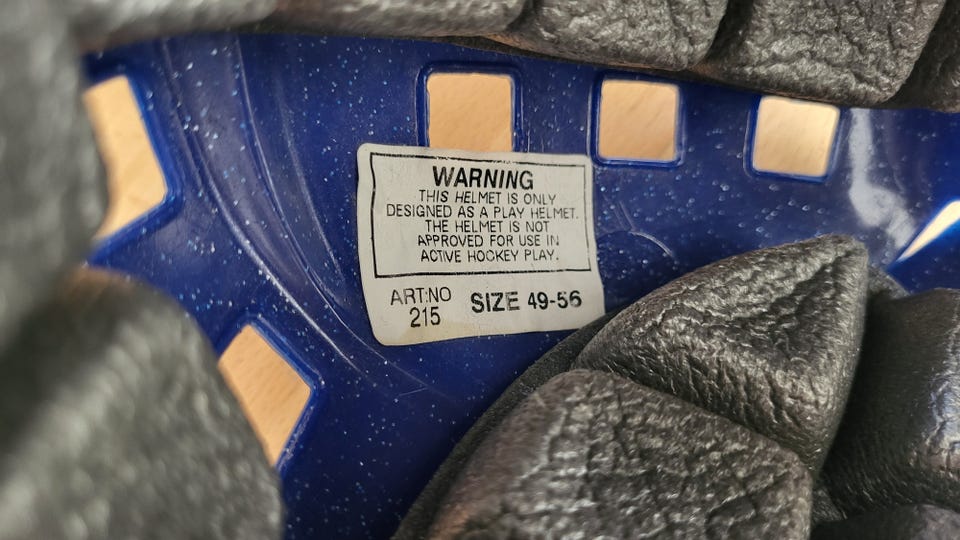 WARNING
THIS HELMET IS ONLY
DESIGNED AS A PLAY HELMET.
THE HELMET IS NOT
APPROVED FOR USE IN
ACTIVE HOCKEY PLAY.
ART:NO
215
SIZE 49-56